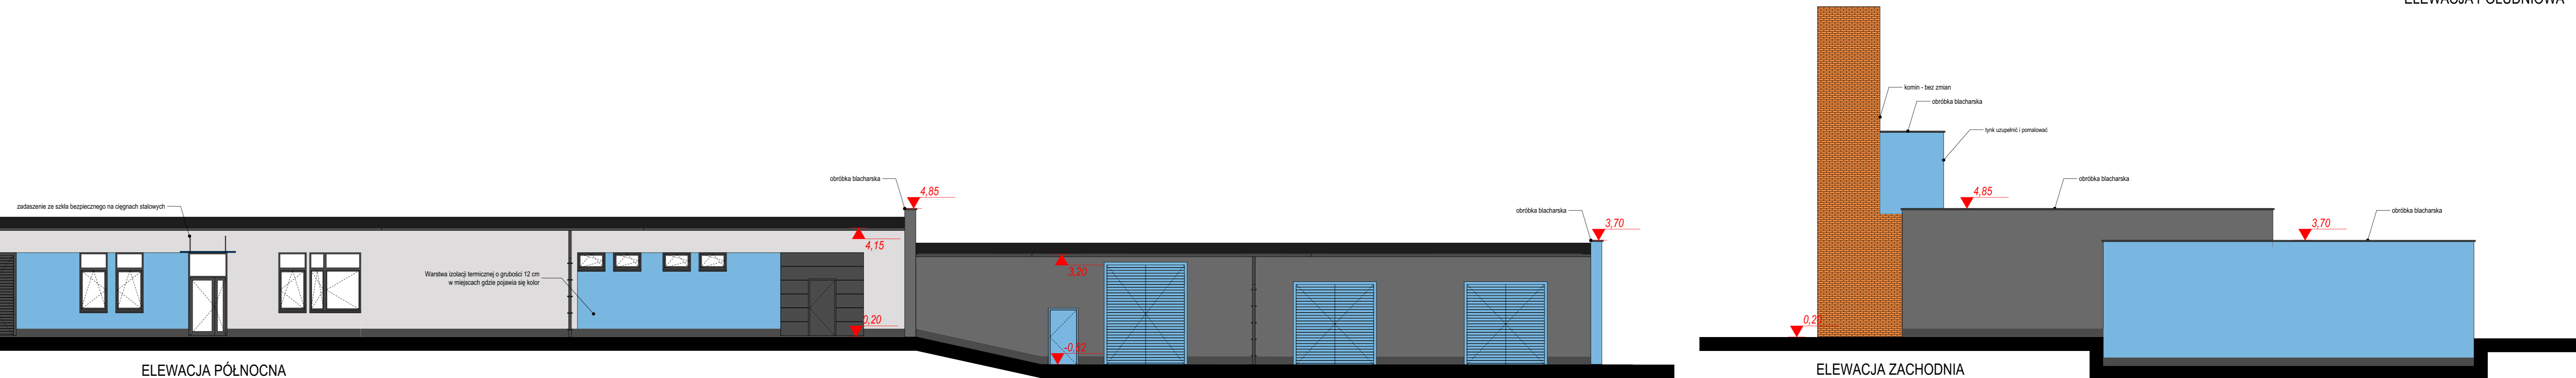 ELEWACJA POŁUDNIOWA
zadaszenie ze szkła bezpiecznego na cięgnach stalowych
Warstwa izolacji termicznej o grubości 12 cm
w miejscach gdzie pojawia się kolor
obróbka blacharska
4,85
4,15
0,20
3,20
-0,82
obróbka blacharska
3,70
ELEWACJA PÓŁNOCNA
komin - bez zmian
obróbka blacharska
tynk uzupełnić i pomalować
obróbka blacharska
4,85
3,70
obróbka blacharska
0,20
ELEWACJA ZACHODNIA